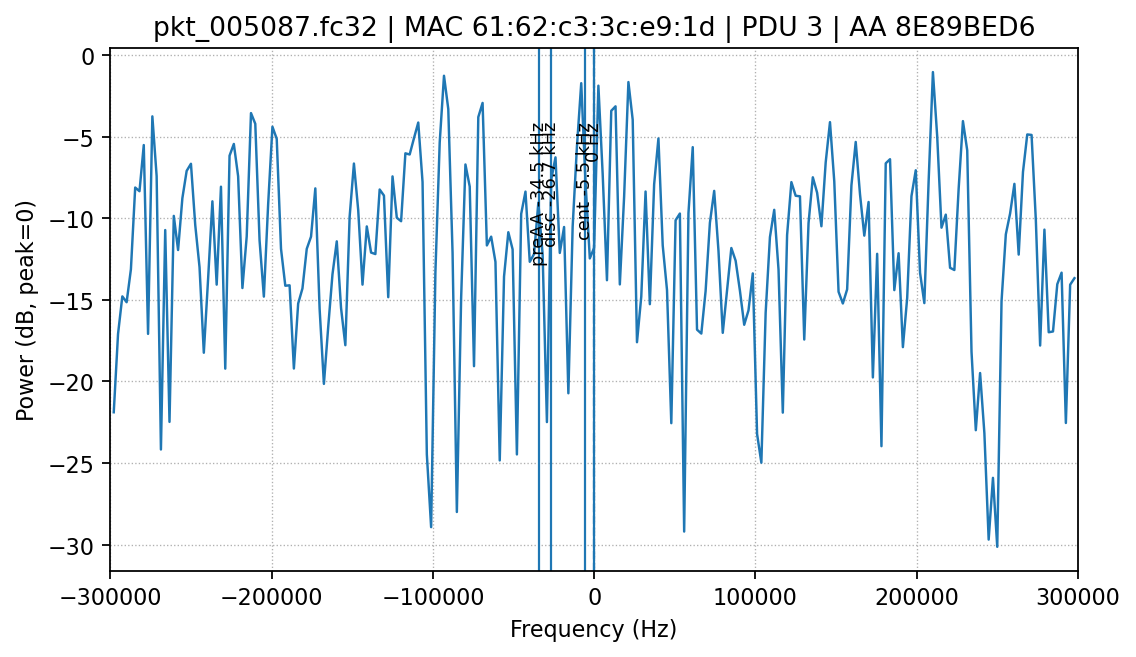 pkt_005087.fc32 | MAC 61:62:c3:3c:e9:1d | PDU 3 | AA 8E89BED6
Power (dB, peak=0)
0
−5
−10
−15
−20
−25
−30
preAA -34.5 kHz
disc -26.7 kHz
cent -5.5 kHz
0 Hz
−300000
−200000
−100000
0
100000
200000
300000
Frequency (Hz)